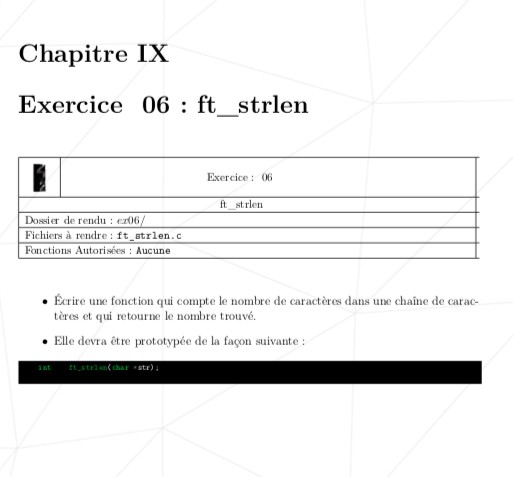 Chapitre IX
Exercice 06 : ft_strlen
Exercice : 06
ft_strlen
Dossier de rendu : ex06/
Fichiers à rendre : ft_strlen.c
Fonctions Autorisées : Aucune
• Écrire une fonction qui compte le nombre de caractères dans une chaîne de carac-
tères et qui retourne le nombre trouvé.
• Elle devra être prototypée de la façon suivante :
int ft_strlen(char *str);